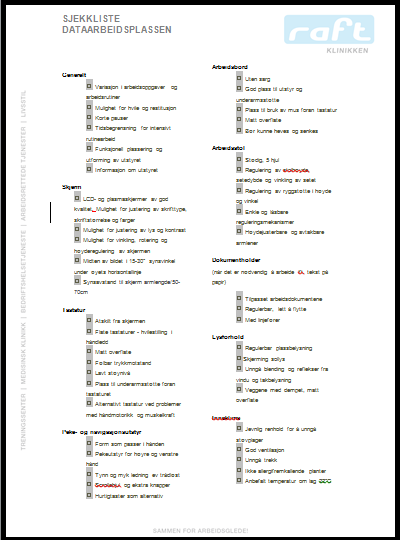 SJEKKLISTE
DATAARBEIDSPLASSEN
raft
KLINIKKEN
TRENINGSSENTER | MEDISINSK KLINIKK | BEDRIFTSHELSETJENESTE | ARBEIDSRETTEDE TJENESTER | LIVSSTIL
Generelt
Variasjon i arbeidsoppgaver og
arbeidsrutiner
Mulighet for hvile og restitusjon
Korte pauser
Tidsbegrensning for intensivt
rutinearbeid
Funksjonell plassering og
utforming av utstyret
Informasjon om utstyret
Skjerm
LCD- og plasmaskjermer av god
kvalitet. Mulighet for justering av skrifttype,
skriftstørrelse og farger
Mulighet for justering av lys og kontrast
Mulighet for vinkling, rotering og
høyderegulering av skjermen
Midten av bildet i 15-30° synsvinkel
under øyets horisontallinje
Synsavstand til skjerm armlengde/50-
70cm
Tastatur
Atskilt fra skjermen
Flate tastaturer - hvilestilling i
håndledd
Matt overflate
Følbar trykkmotstand
Lavt støynivå
Plass til underarmsstøtte foran
tastaturet
Alternativt tastatur ved problemer
med håndmotorikk og muskelkraft
Peke- og navigasjonsutstyr
Form som passer i hånden
Pekeutstyr for høyre og venstre
hånd
Tynn og myk ledning ev trådløst
Scrollehjul, og ekstra knapper
Hurtigtaster som alternativ
Arbeidsbord
Uten sarg
God plass til utstyr og
underarmsstøtte
Plass til bruk av mus foran tastatur
Matt overflate
Bør kunne heves og senkes
Arbeidsstol
Stødig, 5 hjul
Regulering av
setedybde og vinkling av setet
Regulering av ryggstøtte i høyde
og vinkel
Enkle og låsbare
reguleringsmekanismer
Høydejusterbare og avtakbare
armlener
Dokumentholder
(når det er nødvendig å arbeide tekst på
papir)
Tilpasset arbeidsdokumentene
Regulerbar, lett å flytte
Med linjefører
Lysforhold
Regulerbar plassbelysning
Skjerming sollys
Unngå blending og reflekser fra
vindu og takbelysning
Veggene med dempet, matt
overflate
Inneklima
Jevnlig renhold for å unngå
støvplager
God ventilasjon
Unngå trekk
Ikke allergifremkallende planter
Anbefalt temperatur om lag
SAMMEN FOR ARBEIDSGLEDE!